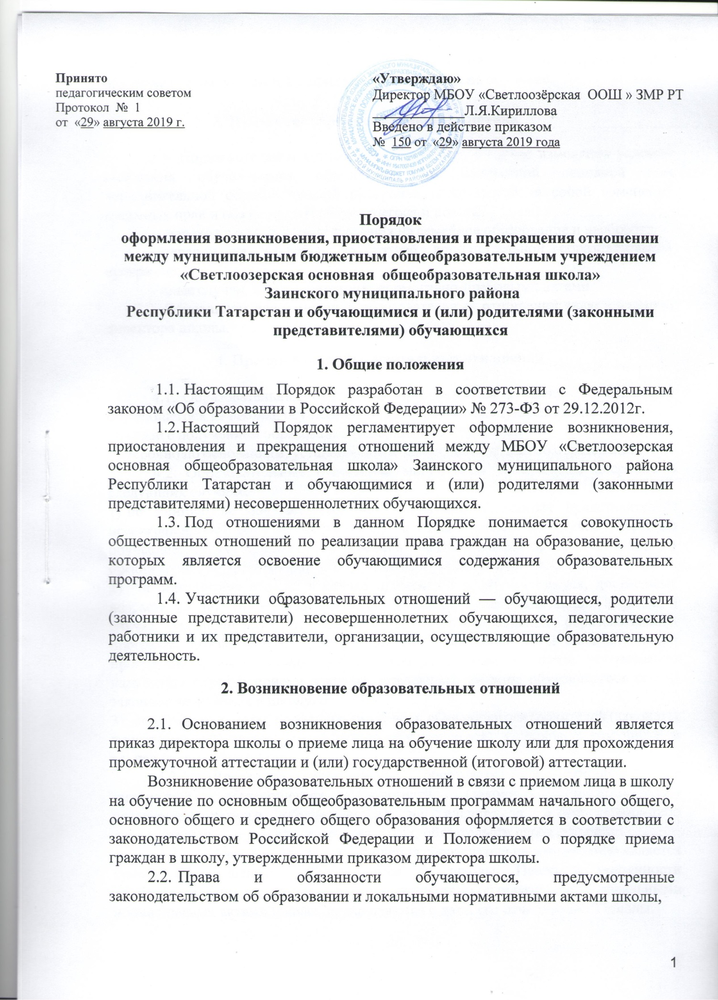 Принято
педагогическим советом
Протокол № 1
от «29» августа 2019 г.
«Утверждаю»
Директор МБОУ «Светлоозёрская ООШ » ЗМР РТ
______________Л.Я.Кириллова
Введено в действие приказом
№ 150 от «29» августа 2019 года
Порядок
оформления возникновения, приостановления и прекращения отношении
между муниципальным бюджетным общеобразовательным учреждением
«Светлоозерская основная общеобразовательная школа»
Заинского муниципального района
Республики Татарстан и обучающимися и (или) родителями (законными
представителями) обучающихся
1. Общие положения
1.1. Настоящим Порядок разработан в соответствии с Федеральным
законом «Об образовании в Российской Федерации» № 273-ФЗ от 29.12.2012г.
1.2. Настоящий Порядок регламентирует оформление возникновения,
приостановления и прекращения отношений между МБОУ «Светлоозерская
основная общеобразовательная школа» Заинского муниципального района
Республики Татарстан и обучающимися и (или) родителями (законными
представителями) несовершеннолетних обучающихся.
1.3. Под отношениями в данном Порядке понимается совокупность
общественных отношений по реализации права граждан на образование, целью
которых является освоение обучающимися содержания образовательных
программ.
1.4. Участники образовательных отношений — обучающиеся, родители
(законные представители) несовершеннолетних обучающихся, педагогические
работники и их представители, организации, осуществляющие образовательную
деятельность.
2. Возникновение образовательных отношений
2.1. Основанием возникновения образовательных отношений является
приказ директора школы о приеме лица на обучение школу или для прохождения
промежуточной аттестации и (или) государственной (итоговой) аттестации.
Возникновение образовательных отношений в связи с приемом лица в школу
на обучение по основным общеобразовательным программам начального общего,
основного общего и среднего общего образования оформляется в соответствии с
законодательством Российской Федерации и Положением о порядке приема
граждан в школу, утвержденными приказом директора школы.
2.2. Права и обязанности обучающегося, предусмотренные
законодательством об образовании и локальными нормативными актами школы,
1